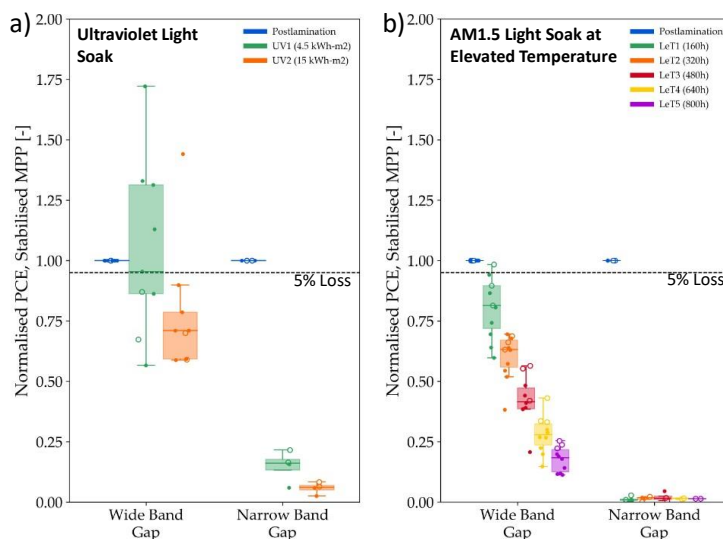 a)
Ultraviolet Light
Soak
Postlamination
UV1 (4.5 kWh-m2)
UV2 (15 kWh-m2)
Normalised PCE, Stabilised MPP [-]
2.00
1.75
1.50
1.25
1.00
0.75
0.50
0.25
0.00
5% Loss
Wide Band
Gap
Narrow Band
Gap
b)
AM1.5 Light Soak at
Elevated Temperature
Postlamination
LeT1 (160h)
LeT2 (320h)
LeT3 (480h)
LeT4 (640h)
LeT5 (800h)
Normalised PCE, Stabilised MPP [-]
2.00
1.75
1.50
1.25
1.00
0.75
0.50
0.25
0.00
5% Loss
Wide Band
Gap
Narrow Band
Gap